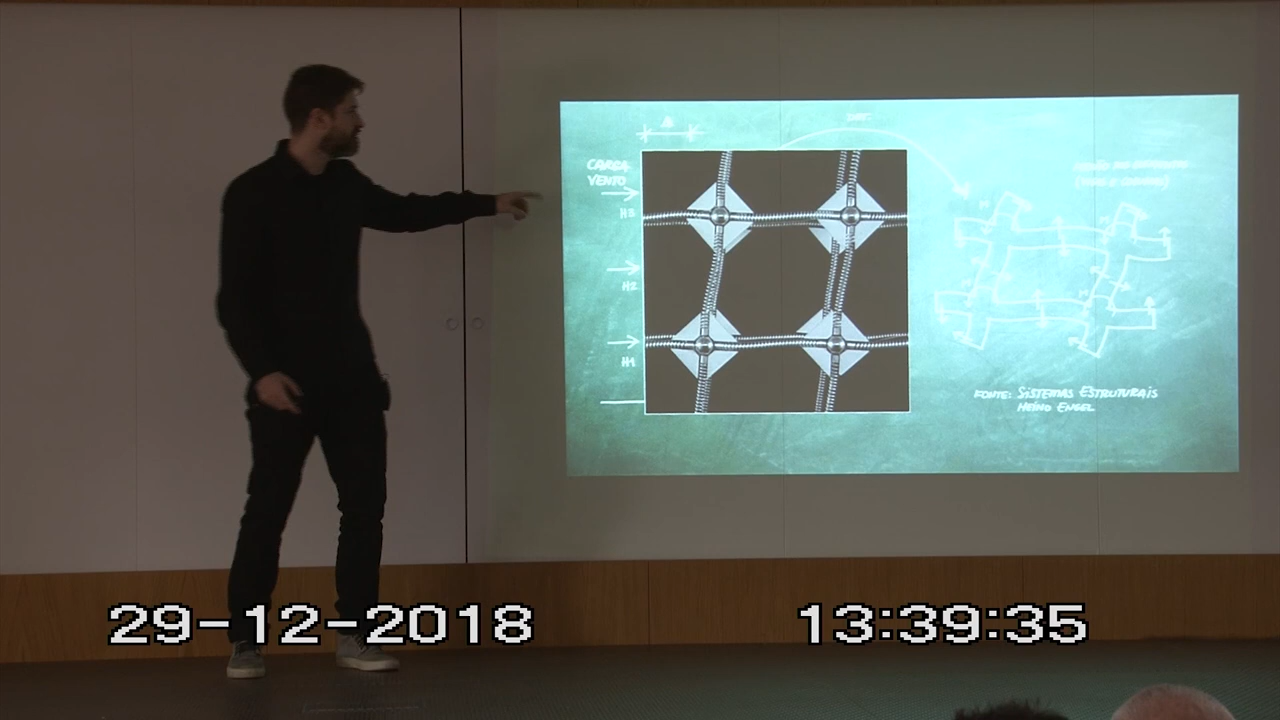 CARGA
VENTO
H3
H2
H1
FONTE: SISTEMAS ESTRUTURAIS
HEINO ENGEL
29-12-2018
13:39:35